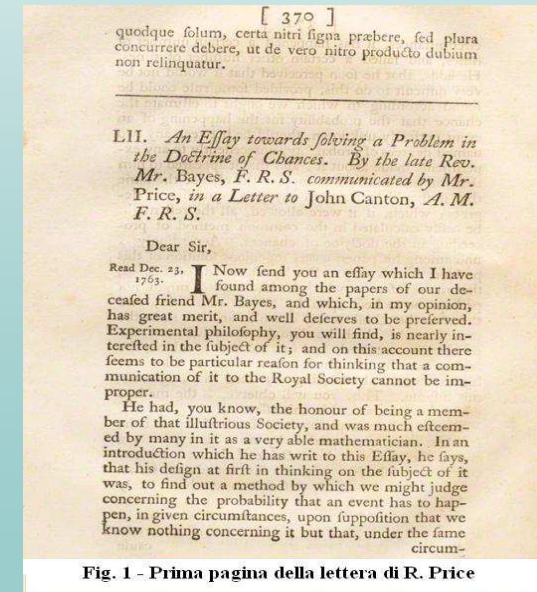 [ 370 ]
quodque ſolum, certa nitri ſigna præbere, ſed plura
concurrere debere, ut de vero nitro producto dubium
non relinquatur.
LII. An Eſſay towards ſolving a Problem in
the Doctrine of Chances. By the late Rev.
Mr. Bayes, F. R. S. communicated by Mr.
Price, in a Letter to John Canton, A. M.
F. R. S.
Dear Sir,
Read Dec. 23, 1763. I Now ſend you an eſſay which I have
found among the papers of our de-
ceaſed friend Mr. Bayes, and which, in my opinion,
has great merit, and well deſerves to be preſerved.
Experimental philoſophy, you will find, is nearly in-
tereſted in the ſubject of it; and on this account there
ſeems to be particular reaſon for thinking that a com-
munication of it to the Royal Society cannot be im-
proper.
He had, you know, the honour of being a mem-
ber of that illuſtrious Society, and was much eſteem-
ed by many in it as a very able mathematician. In an
introduction which he has writ to this Eſſay, he ſays,
that his deſign at firſt in thinking on the ſubject of it
was, to find out a method by which we might judge
concerning the probability that an event has to hap-
pen, in given circumſtances, upon ſuppoſition that we
know nothing concerning it but that, under the ſame
circum-
Fig. 1 - Prima pagina della lettera di R. Price